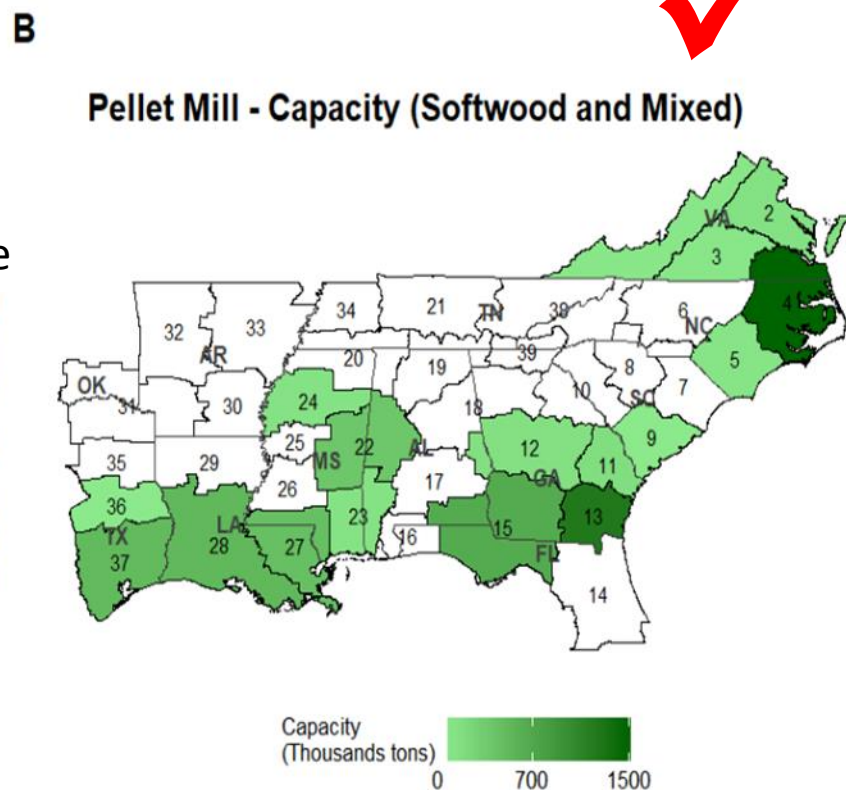 B
Pellet Mill - Capacity (Softwood and Mixed)
e
VA 2
3
34 21 TN 38 6 4
32 33 NC
AR 20 39 5
OK 19 8
31 30 24 10 7
18 SC
25 22 9
35 29 MS AL 12
26 17 GA 11
36
TX LA 23 13
28 27 16 15
37 FL
14
Capacity
(Thousands tons)
0 700 1500